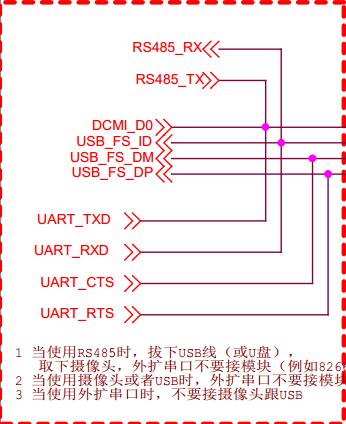 RS485_RX
RS485_TX
DCMI_D0
USB_FS_ID
USB_FS_DM
USB_FS_DP
UART_TXD
UART_RXD
UART_CTS
UART_RTS
1 当使用RS485时，拔下USB线（或U盘），
取下摄像头，外扩串口不要接模块（例如826
2 当使用摄像头或者USB时，外扩串口不要接模块
3 当使用外扩串口时，不要接摄像头跟USB